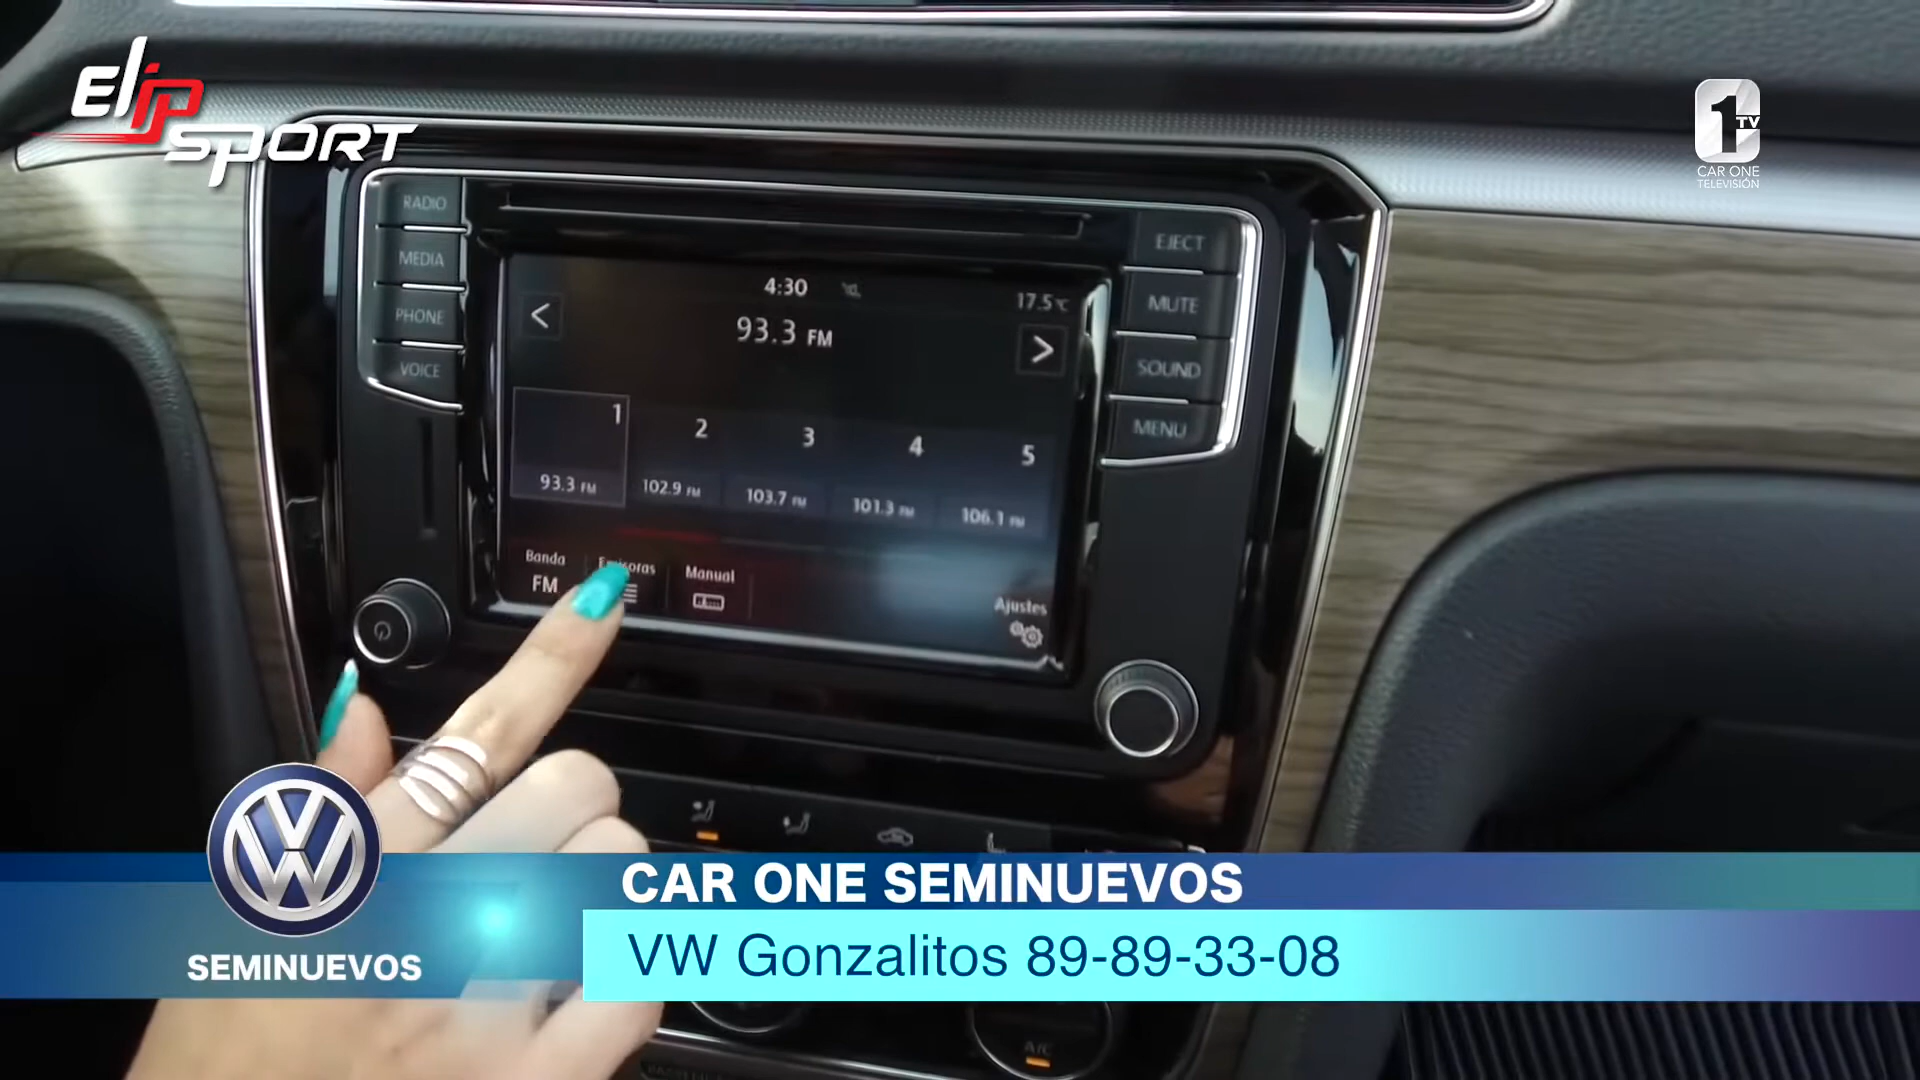 Elip
SPORT
1
TV
CAR ONE
TELEVISIÓN
RADIO
MEDIA
PHONE
VOICE
EJECT
MUTE
SOUND
MENU
4:30
17.5°C
93.3 FM
1
2
3
4
5
93.3 FM
102.9 FM
103.7 FM
101.3 FM
106.1 FM
Banda
FM
Emisoras
Manual
Ajustes
A/C
CAR ONE SEMINUEVOS
VW Gonzalitos 89-89-33-08
SEMINUEVOS